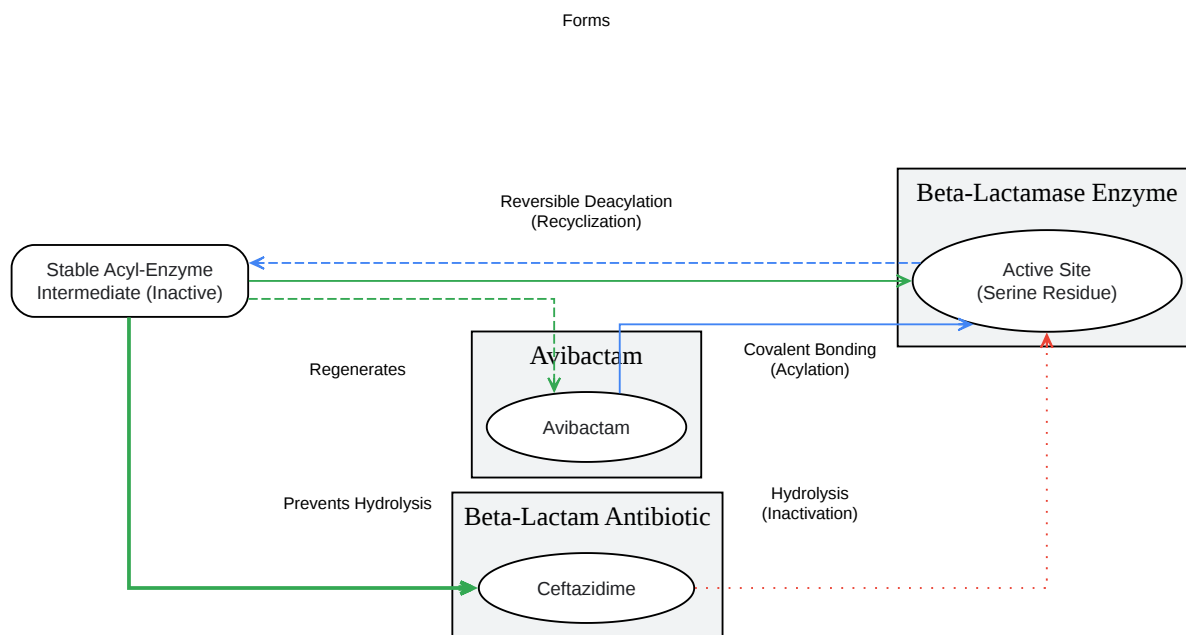 Forms
Beta-Lactamase Enzyme
Reversible Deacylation
(Recyclization)
Stable Acyl-Enzyme
Intermediate (Inactive)
Active Site
(Serine Residue)
Avibactam
Covalent Bonding
(Acylation)
Regenerates
Avibactam
Prevents Hydrolysis
Hydrolysis
(Inactivation)
Beta-Lactam Antibiotic
Ceftazidime